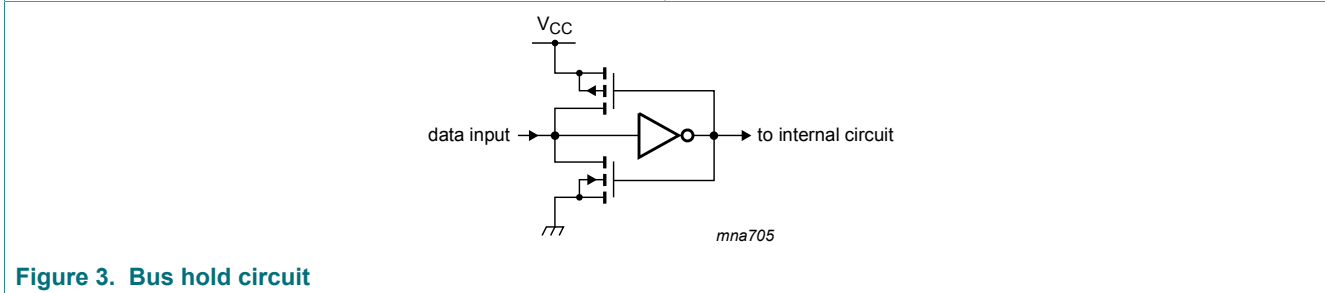 VCC
data input
to internal circuit
mna705
Figure 3. Bus hold circuit